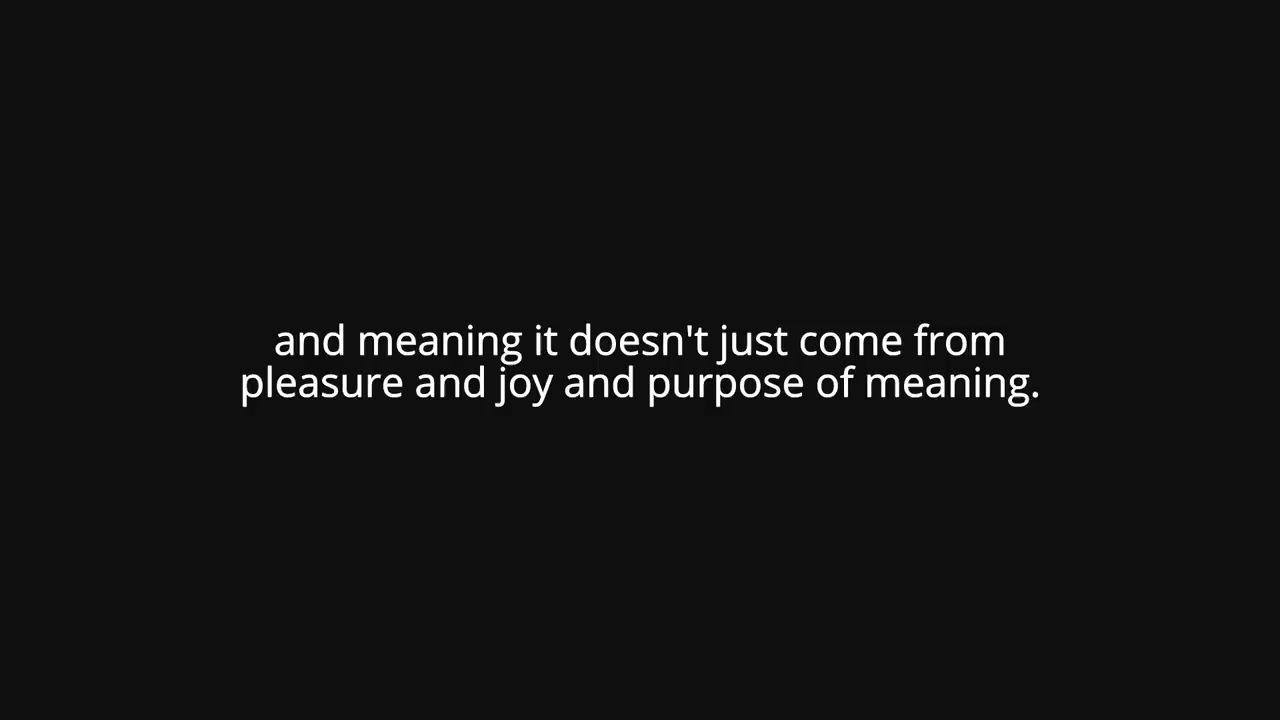 and meaning it doesn't just come from
pleasure and joy and purpose of meaning.